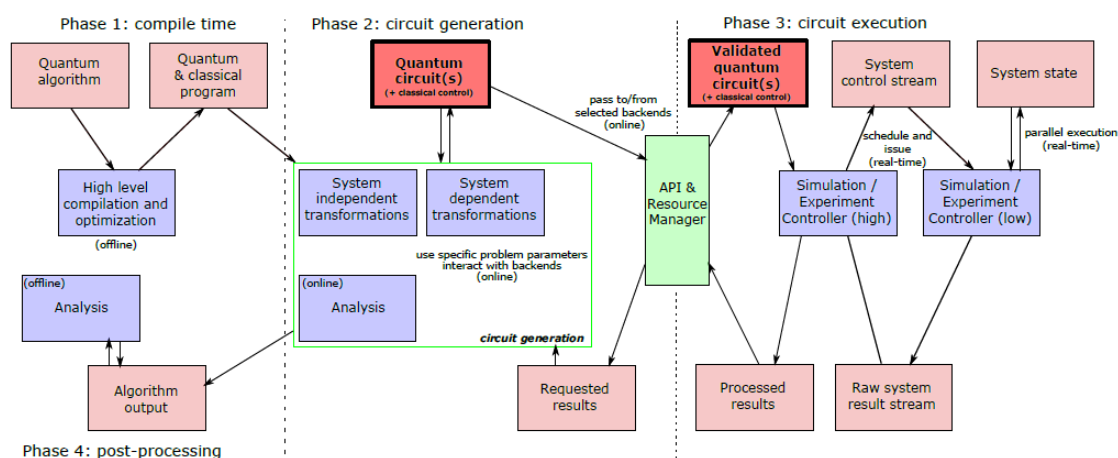 Phase 1: compile time
Phase 2: circuit generation
Phase 3: circuit execution
Quantum
algorithm
Quantum
& classical
program
Quantum
circuit(s)
(+ classical control)
Validated
quantum
circuit(s)
(+ classical control)
System
control stream
System state
pass to/from
selected backends
(online)
schedule and
issue
(real-time)
parallel execution
(real-time)
High level
compilation and
optimization
(offline)
System
independent
transformations
System
dependent
transformations
API &
Resource
Manager
Simulation /
Experiment
Controller (high)
Simulation /
Experiment
Controller (low)
use specific problem parameters
interact with backends
(online)
(offline)
Analysis
(online)
Analysis
circuit generation
Algorithm
output
Requested
results
Processed
results
Raw system
result stream
Phase 4: post-processing